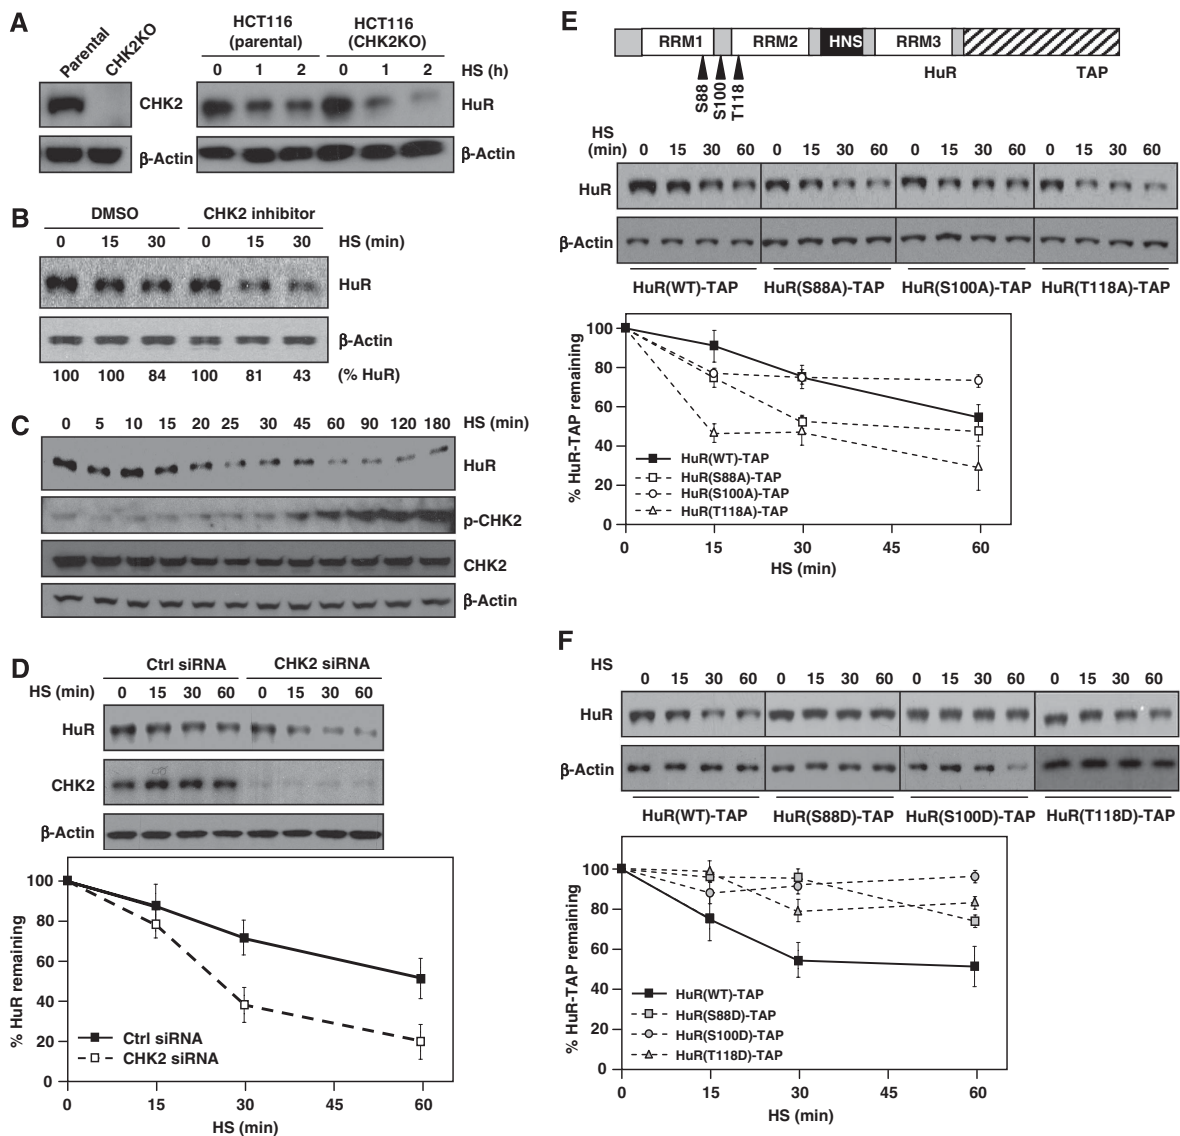 A
Parental
CHK2KO
CHK2
β-Actin
HCT116
(parental)
HCT116
(CHK2KO)
0 1 2 0 1 2 HS (h)
HuR
β-Actin
B
DMSO CHK2 inhibitor
0 15 30 0 15 30 HS (min)
HuR
β-Actin
100 100 84 100 81 43 (% HuR)
C
0 5 10 15 20 25 30 45 60 90 120 180 HS (min)
HuR
p-CHK2
CHK2
β-Actin
D
Ctrl siRNA CHK2 siRNA
HS (min) 0 15 30 60 0 15 30 60
HuR
CHK2
β-Actin
% HuR remaining
100
80
60
40
20
0
Ctrl siRNA
CHK2 siRNA
0 15 30 45 60
HS (min)
E
RRM1 RRM2 HNS RRM3
HuR TAP
S88
S100
T118
HS
(min) 0 15 30 60 0 15 30 60 0 15 30 60 0 15 30 60
HuR
β-Actin
HuR(WT)-TAP HuR(S88A)-TAP HuR(S100A)-TAP HuR(T118A)-TAP
% HuR-TAP remaining
100
80
60
40
20
0
HuR(WT)-TAP
HuR(S88A)-TAP
HuR(S100A)-TAP
HuR(T118A)-TAP
0 15 30 45 60
HS (min)
F
HS
0 15 30 60 0 15 30 60 0 15 30 60 0 15 30 60
HuR
β-Actin
HuR(WT)-TAP HuR(S88D)-TAP HuR(S100D)-TAP HuR(T118D)-TAP
% HuR-TAP remaining
100
80
60
40
20
0
HuR(WT)-TAP
HuR(S88D)-TAP
HuR(S100D)-TAP
HuR(T118D)-TAP
0 15 30 45 60
HS (min)